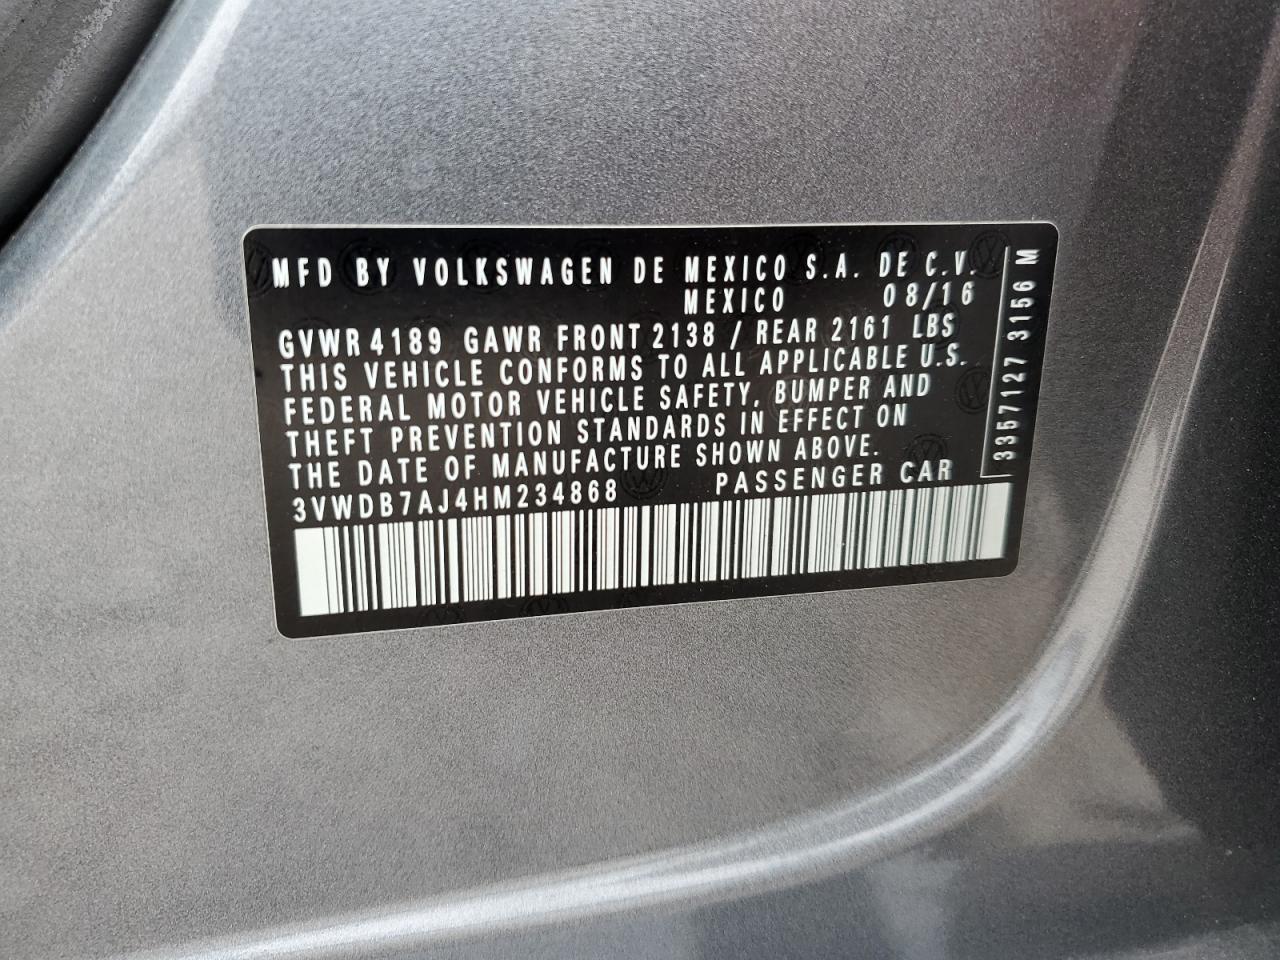 MFD BY VOLKSWAGEN DE MEXICO S.A. DE C.V.
MEXICO 08/16
GVWR 4189 GAWR FRONT 2138 / REAR 2161 LBS
THIS VEHICLE CONFORMS TO ALL APPLICABLE U.S.
FEDERAL MOTOR VEHICLE SAFETY, BUMPER AND
THEFT PREVENTION STANDARDS IN EFFECT ON
THE DATE OF MANUFACTURE SHOWN ABOVE.
3VWDB7AJ4HM234868 PASSENGER CAR
3357127 3156 M